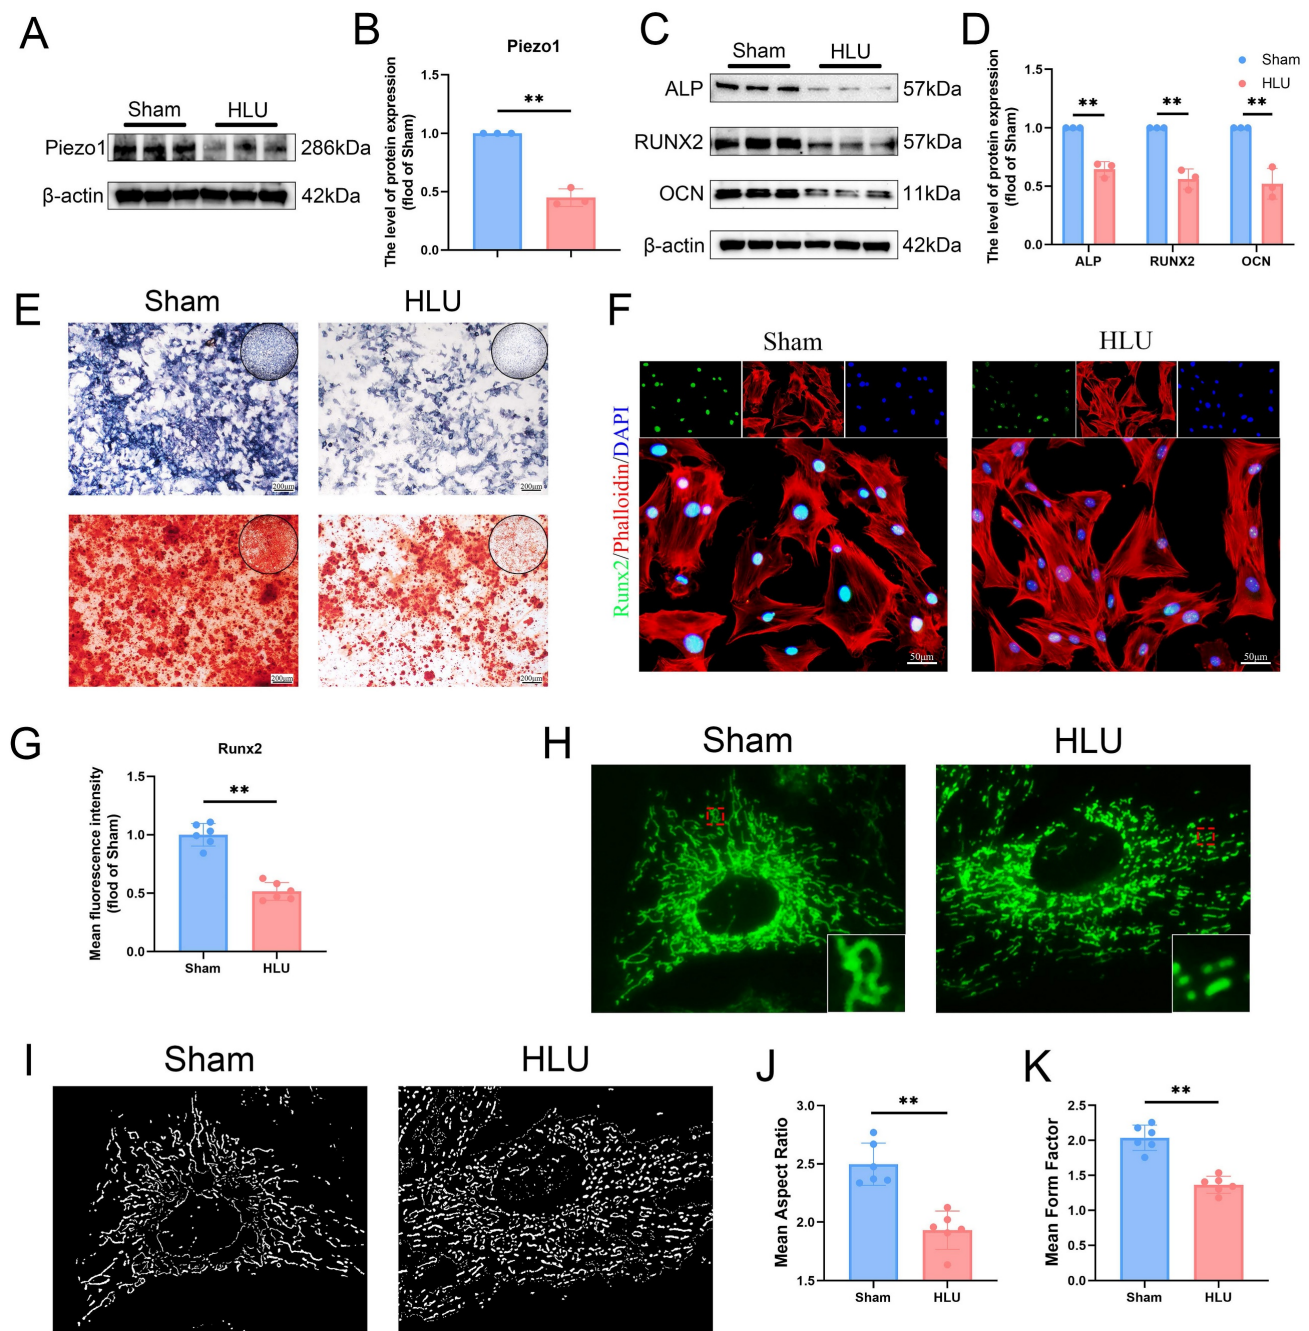 A
Sham HLU
Piezo1 286kDa
β-actin 42kDa
B
Piezo1
The level of protein expression
(flod of Sham)
1.5
**
1.0
0.5
0.0
C
Sham HLU
ALP 57kDa
RUNX2 57kDa
OCN 11kDa
β-actin 42kDa
D
Sham
HLU
The level of protein expression
(flod of Sham)
1.5
** ** **
1.0
0.5
0.0
ALP RUNX2 OCN
E
Sham HLU
200μm 200μm
200μm 200μm
F
Sham HLU
Runx2/Phalloidin/DAPI
50μm 50μm
G
Runx2
Mean fluorescence intensity
(flod of Sham)
1.5
**
1.0
0.5
0.0
Sham HLU
H
Sham HLU
I
Sham HLU
J
Mean Aspect Ratio
**
3.0
2.5
2.0
1.5
Sham HLU
K
Mean Form Factor
**
2.5
2.0
1.5
1.0
0.5
0.0
Sham HLU